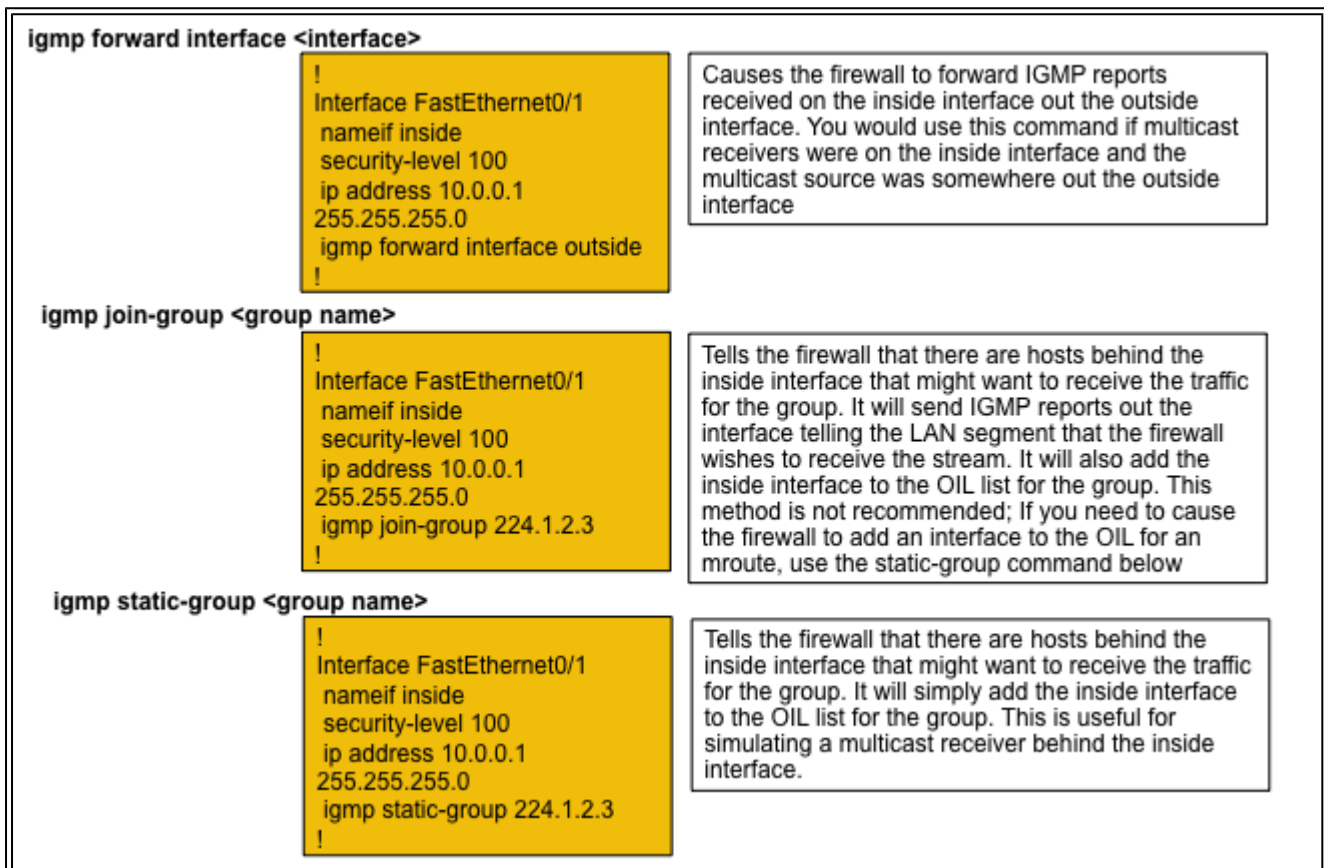 igmp forward interface <interface>
!
Interface FastEthernet0/1
nameif inside
security-level 100
ip address 10.0.0.1
255.255.255.0
igmp forward interface outside
!
Causes the firewall to forward IGMP reports
received on the inside interface out the outside
interface. You would use this command if multicast
receivers were on the inside interface and the
multicast source was somewhere out the outside
interface
igmp join-group <group name>
!
Interface FastEthernet0/1
nameif inside
security-level 100
ip address 10.0.0.1
255.255.255.0
igmp join-group 224.1.2.3
!
Tells the firewall that there are hosts behind the
inside interface that might want to receive the traffic
for the group. It will send IGMP reports out the
interface telling the LAN segment that the firewall
wishes to receive the stream. It will also add the
inside interface to the OIL list for the group. This
method is not recommended; If you need to cause
the firewall to add an interface to the OIL for an
mroute, use the static-group command below
igmp static-group <group name>
!
Interface FastEthernet0/1
nameif inside
security-level 100
ip address 10.0.0.1
255.255.255.0
igmp static-group 224.1.2.3
!
Tells the firewall that there are hosts behind the
inside interface that might want to receive the traffic
for the group. It will simply add the inside interface
to the OIL list for the group. This is useful for
simulating a multicast receiver behind the inside
interface.